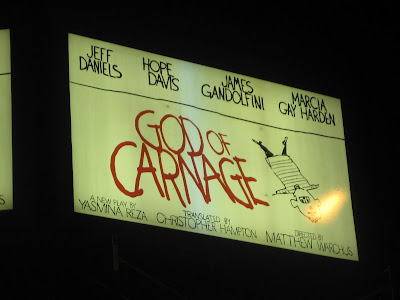 JEFF DANIELS
HOPE DAVIS
JAMES GANDOLFINI
MARCIA GAY HARDEN
GOD OF
CARNAGE
A NEW PLAY BY
YASMINA REZA
TRANSLATED BY
CHRISTOPHER HAMPTON
DIRECTED BY
MATTHEW WARCHUS
S